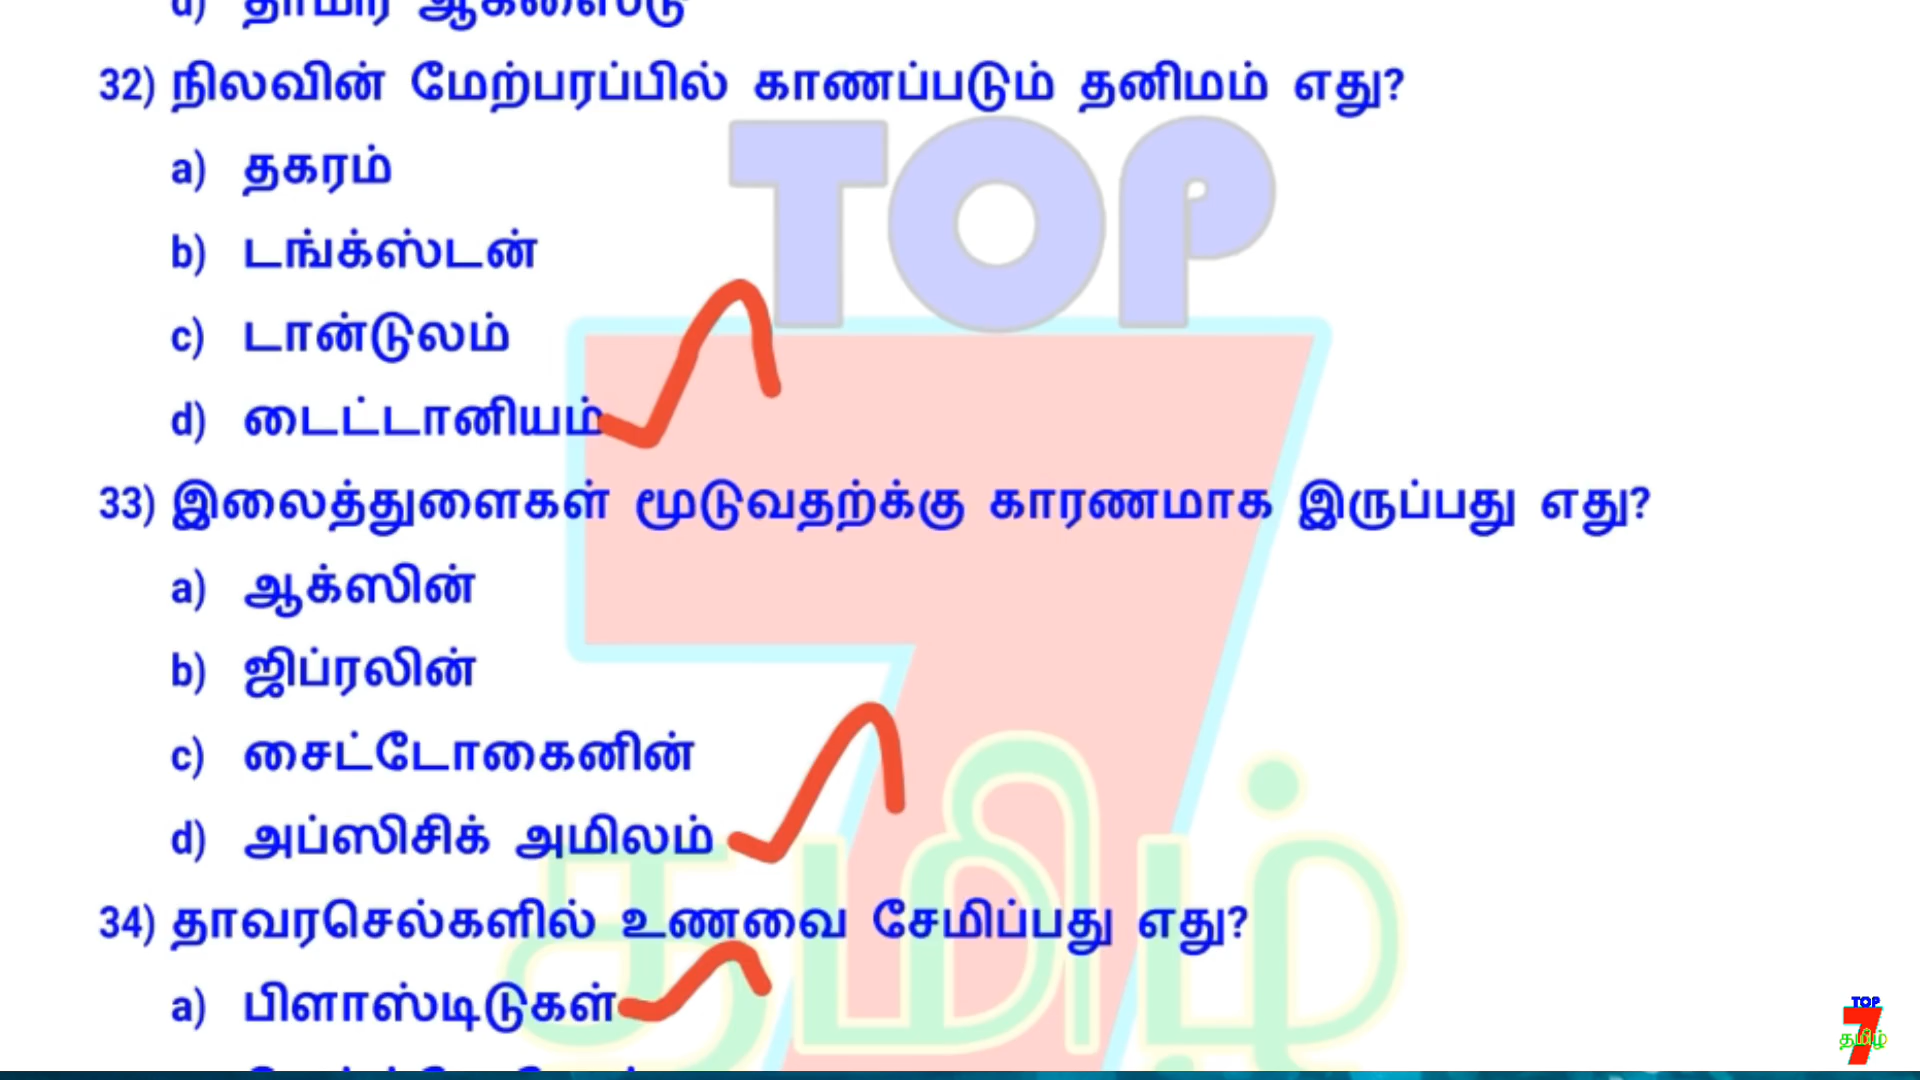 d) தாமிர ஆக்ஸைடு
32) நிலவின் மேற்பரப்பில் காணப்படும் தனிமம் எது?
a) தகரம்
b) டங்க்ஸ்டன்
c) டான்டுலம்
d) டைட்டானியம்
33) இலைத்துளைகள் மூடுவதற்க்கு காரணமாக இருப்பது எது?
a) ஆக்ஸின்
b) ஜிப்ரலின்
c) சைட்டோகைனின்
d) அப்ஸிசிக் அமிலம்
34) தாவரசெல்களில் உணவை சேமிப்பது எது?
a) பிளாஸ்டிடுகள்
TOP
7
தமிழ்
TOP
7
தமிழ்